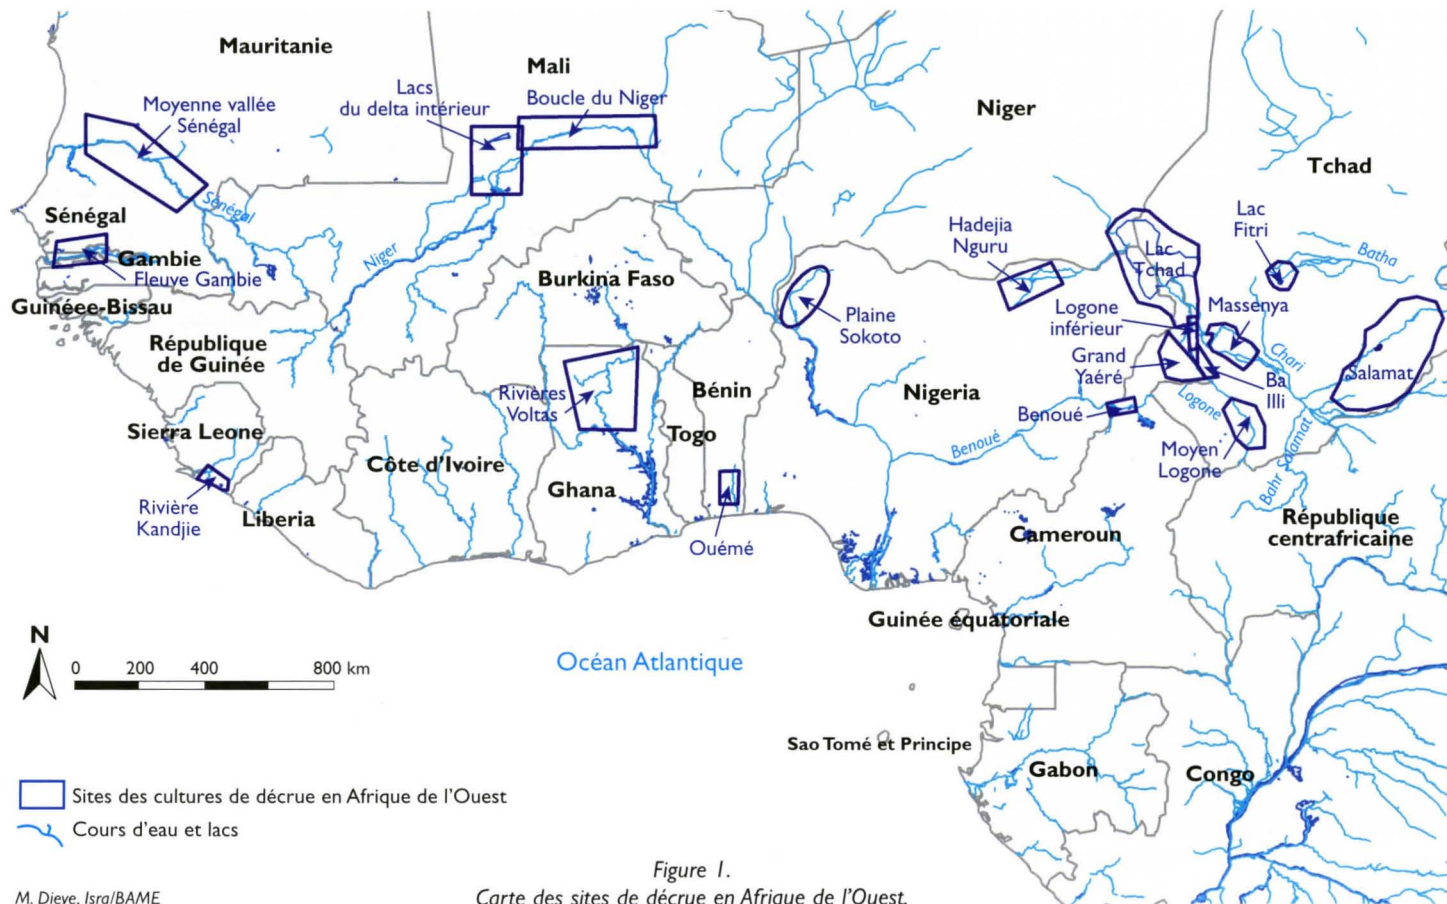 Mauritanie
Mali
Niger
Tchad
Moyenne vallée
Sénégal
Lacs
du delta intérieur
Boucle du Niger
Sénégal
Sénégal
Niger
Gambie
Fleuve Gambie
Guinéee-Bissau
République
de Guinée
Burkina Faso
Plaine
Sokoto
Hadejia
Nguru
Lac
Tchad
Lac
Fitri
Batha
Logone
inférieur
Massenya
Grand
Yaéré
Chari
Ba
Illi
Salamat
Rivières
Voltas
Bénin
Nigeria
Benoué
Logone
Moyen
Logone
Bahr Salamat
Benoué
Sierra Leone
Rivière
Kandjie
Liberia
Côte d'Ivoire
Togo
Ghana
Ouémé
Cameroun
République
centrafricaine
Guinée équatoriale
N
0 200 400 800 km
Océan Atlantique
Sao Tomé et Principe
Gabon
Congo
Sites des cultures de décrue en Afrique de l'Ouest
Cours d'eau et lacs
M. Dieye, Isra/BAME
Figure 1.
Carte des sites de décrue en Afrique de l'Ouest.